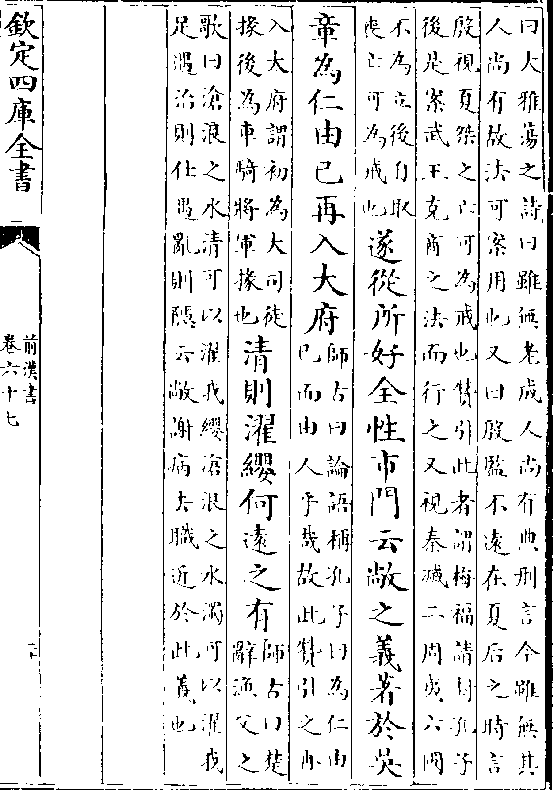 曰大雅蕩之詩曰雖無老成人尚有典刑言今雖無其
人尚有故法可案用也又曰殷監不遠在夏后之時言
殷視夏桀之亡可為戒也贊引此者謂梅福請封孔子
後是案武王克商之法而行之又視秦滅二周夷六國
不為立後自取
喪亡可為戒也
遂從所好全性市門云敞之義著於吳
章為仁由己再入大府
師古曰論語稱孔子曰為仁由
己而由人乎哉故此贊引之再
入大府謂初為大司徒
掾後為車騎將軍掾也
清則濯纓何遠之有
師古曰楚
辭漁父之
歌曰滄浪之水清可以濯我纓滄浪之水濁可以濯我
足遇治則仕遇亂則隱云敞謝病去職近於此義也
欽定四庫全書
前漢書
卷六十七